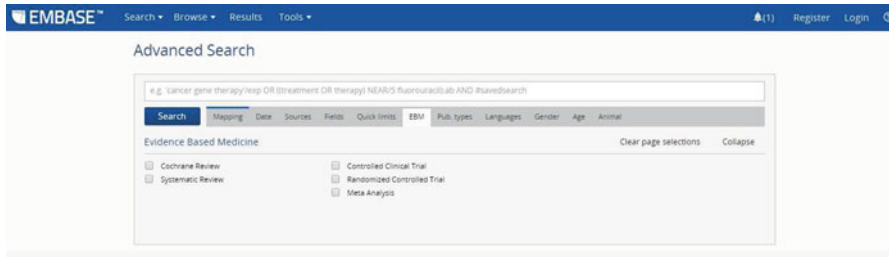 EMBASE™ Search Browse Results Tools (1) Register Login
Advanced Search
e.g. 'cancer gene therapy'/exp OR ((treatment OR therapy) NEAR/5 fluorouracil):ab AND #savedsearch
Search Mapping Date Sources Fields Quick limits EBM Pub. types Languages Gender Age Animal
Evidence Based Medicine Clear page selections Collapse
Cochrane Review Controlled Clinical Trial
Systematic Review Randomized Controlled Trial
Meta Analysis